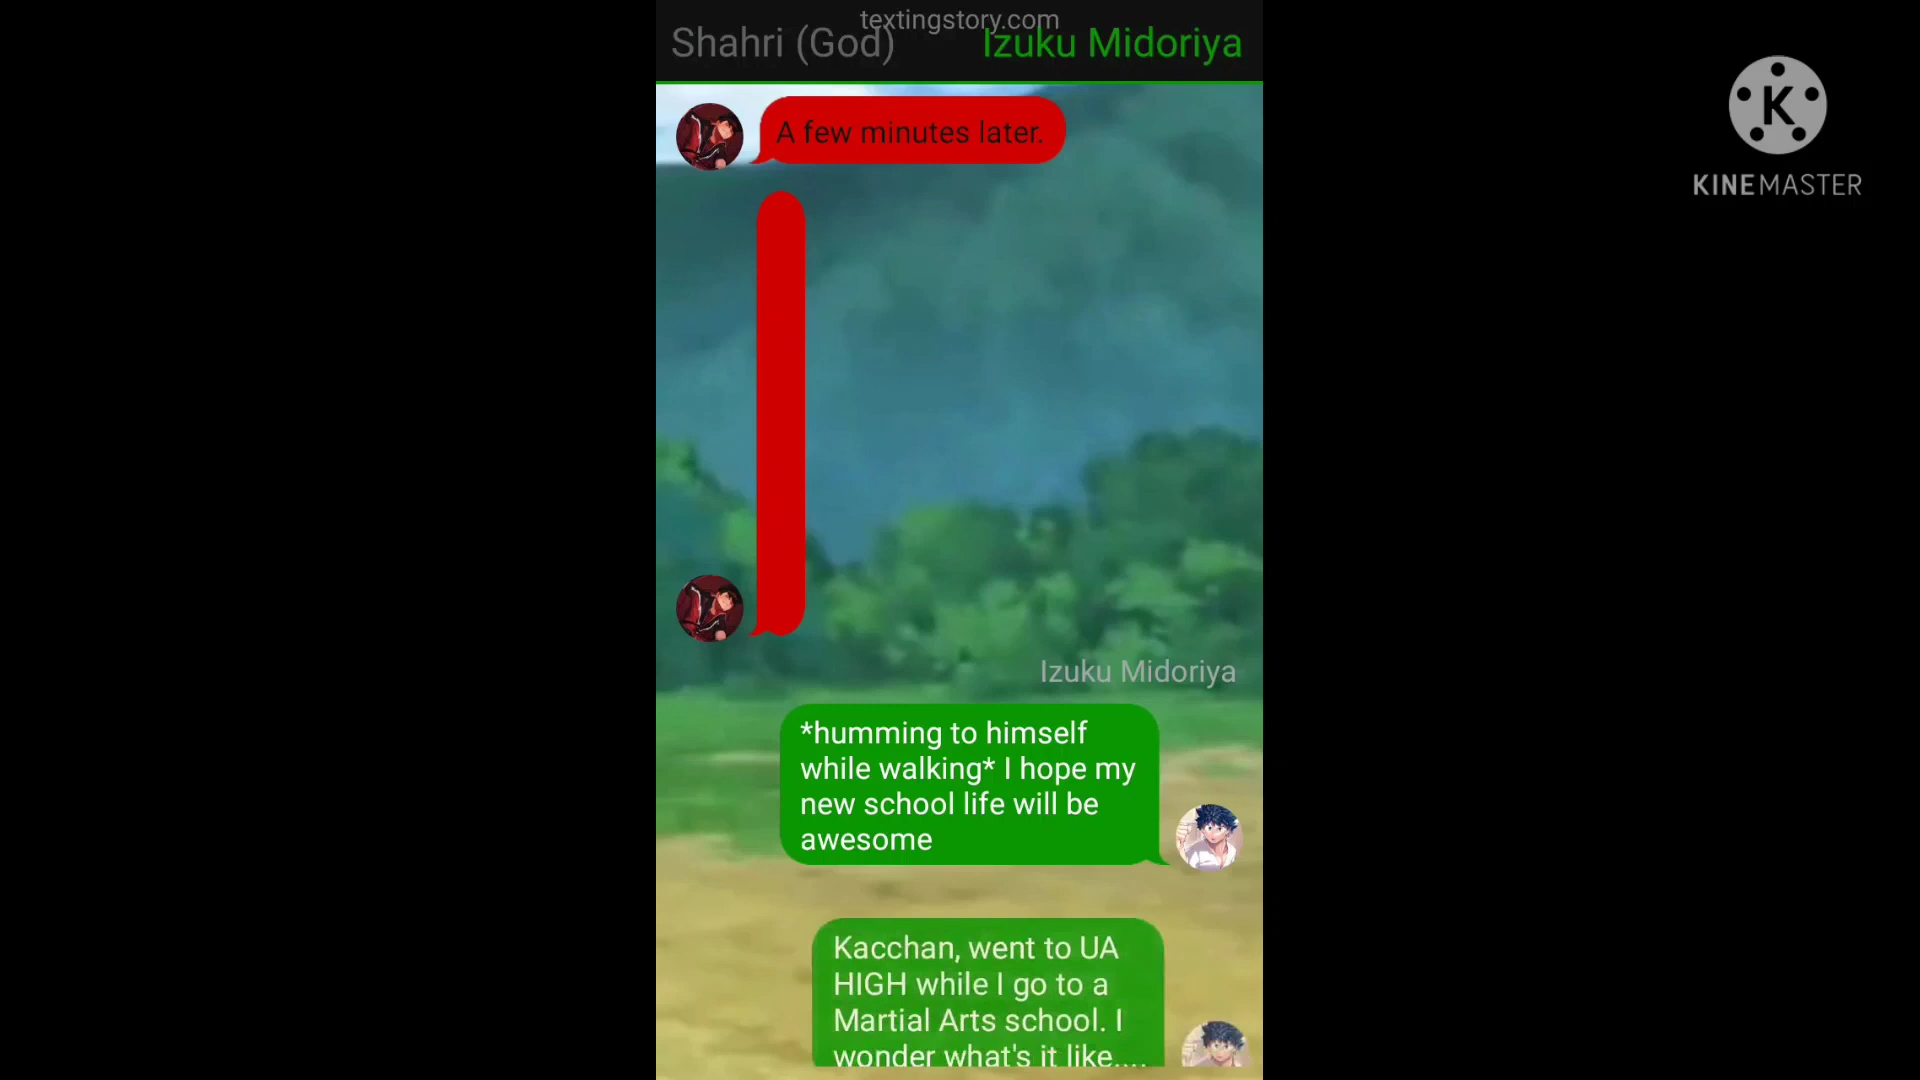 textingstory.com
Shahri (God)
Izuku Midoriya
A few minutes later.
KINEMASTER
Izuku Midoriya
*humming to himself
while walking* I hope my
new school life will be
awesome
Kacchan, went to UA
HIGH while I go to a
Martial Arts school. I
wonder what's it like....